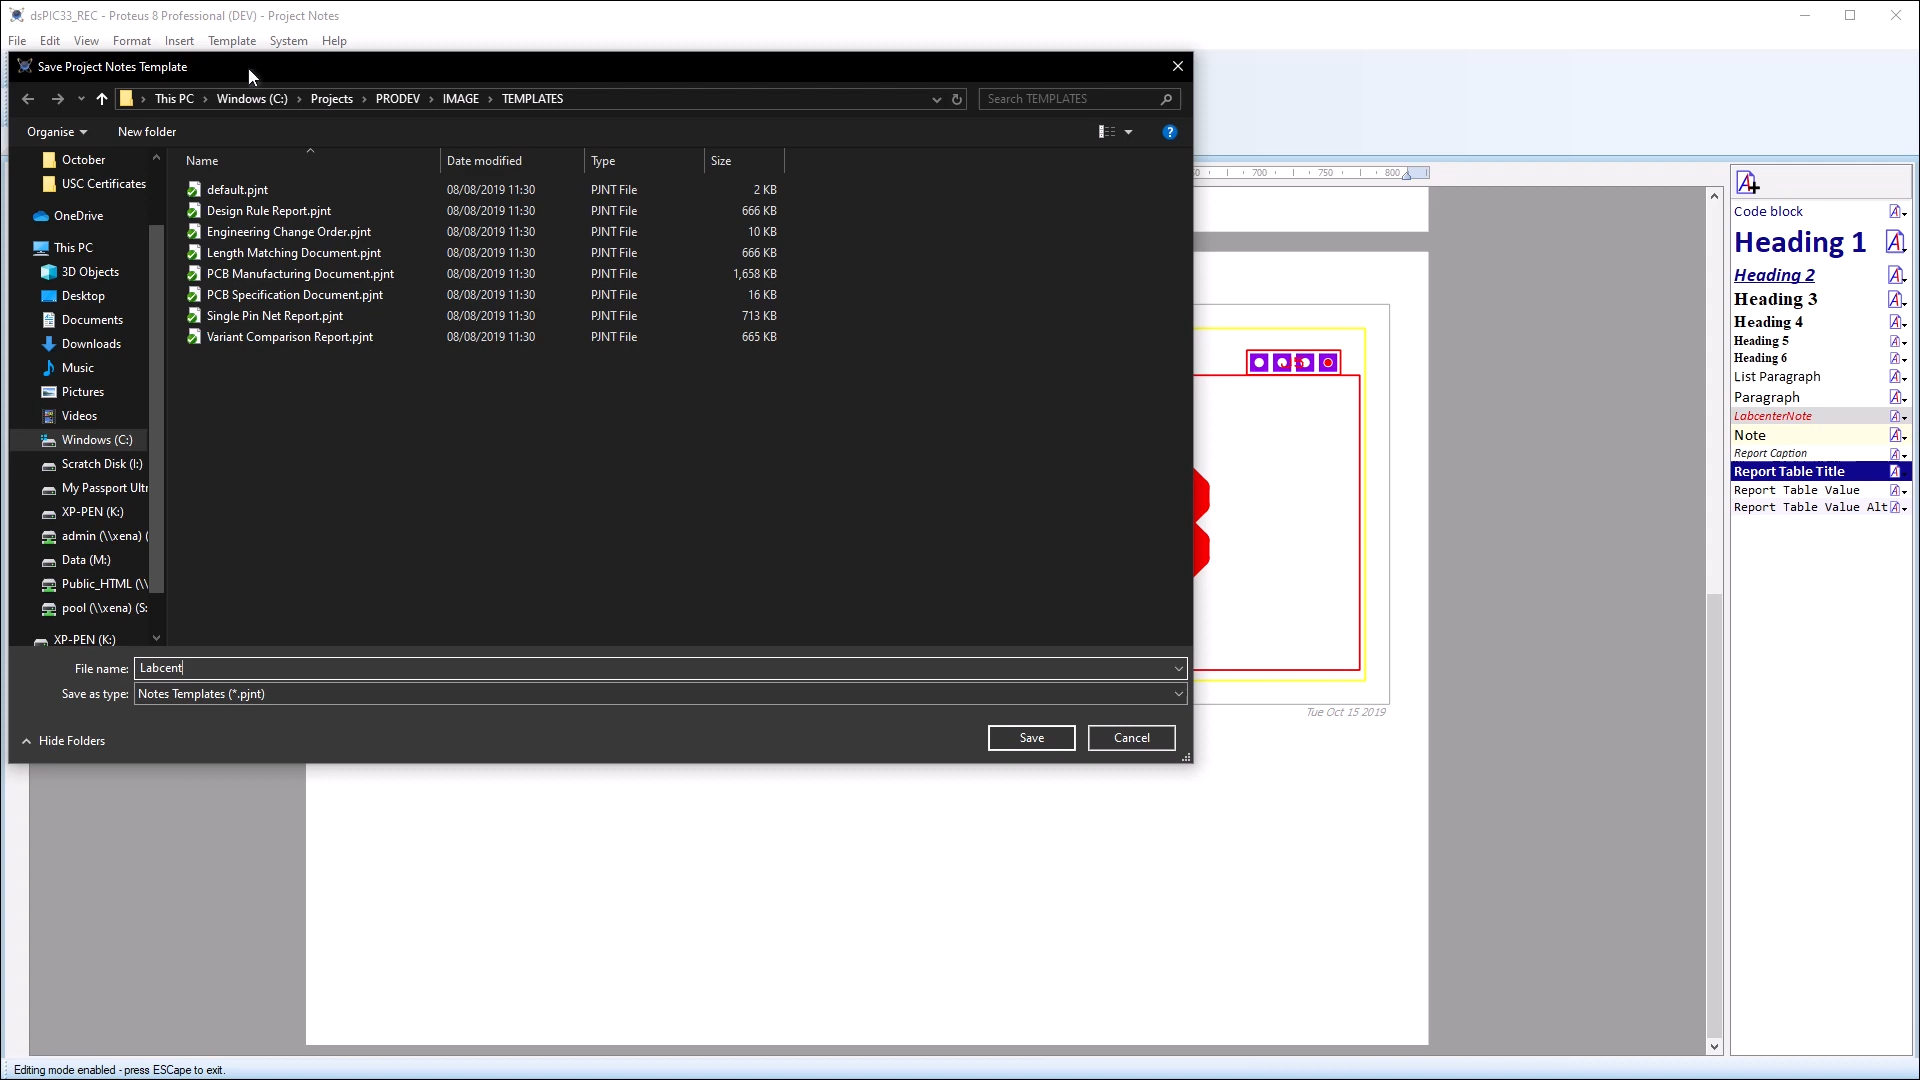 dsPIC33_REC - Proteus 8 Professional (DEV) - Project Notes
File Edit View Format Insert Template System Help
Save Project Notes Template
This PC › Windows (C:) › Projects › PRODEV › IMAGE › TEMPLATES
Search TEMPLATES
Organise New folder
?
October
USC Certificates
OneDrive
This PC
3D Objects
Desktop
Documents
Downloads
Music
Pictures
Videos
Windows (C:)
Scratch Disk (I:)
My Passport Ultr
XP-PEN (K:)
admin (\\xena) (
Data (M:)
Public_HTML (\\
pool (\\xena) (S:
XP-PEN (K:)
Name Date modified Type Size
default.pjnt 08/08/2019 11:30 PJNT File 2 KB
Design Rule Report.pjnt 08/08/2019 11:30 PJNT File 666 KB
Engineering Change Order.pjnt 08/08/2019 11:30 PJNT File 10 KB
Length Matching Document.pjnt 08/08/2019 11:30 PJNT File 666 KB
PCB Manufacturing Document.pjnt 08/08/2019 11:30 PJNT File 1,658 KB
PCB Specification Document.pjnt 08/08/2019 11:30 PJNT File 16 KB
Single Pin Net Report.pjnt 08/08/2019 11:30 PJNT File 713 KB
Variant Comparison Report.pjnt 08/08/2019 11:30 PJNT File 665 KB
File name: Labcent
Save as type: Notes Templates (*.pjnt)
Hide Folders
Save Cancel
700 750 800
Tue Oct 15 2019
Code block
Heading 1
Heading 2
Heading 3
Heading 4
Heading 5
Heading 6
List Paragraph
Paragraph
LabcenterNote
Note
Report Caption
Report Table Title
Report Table Value
Report Table Value Alt
Editing mode enabled - press ESCape to exit.